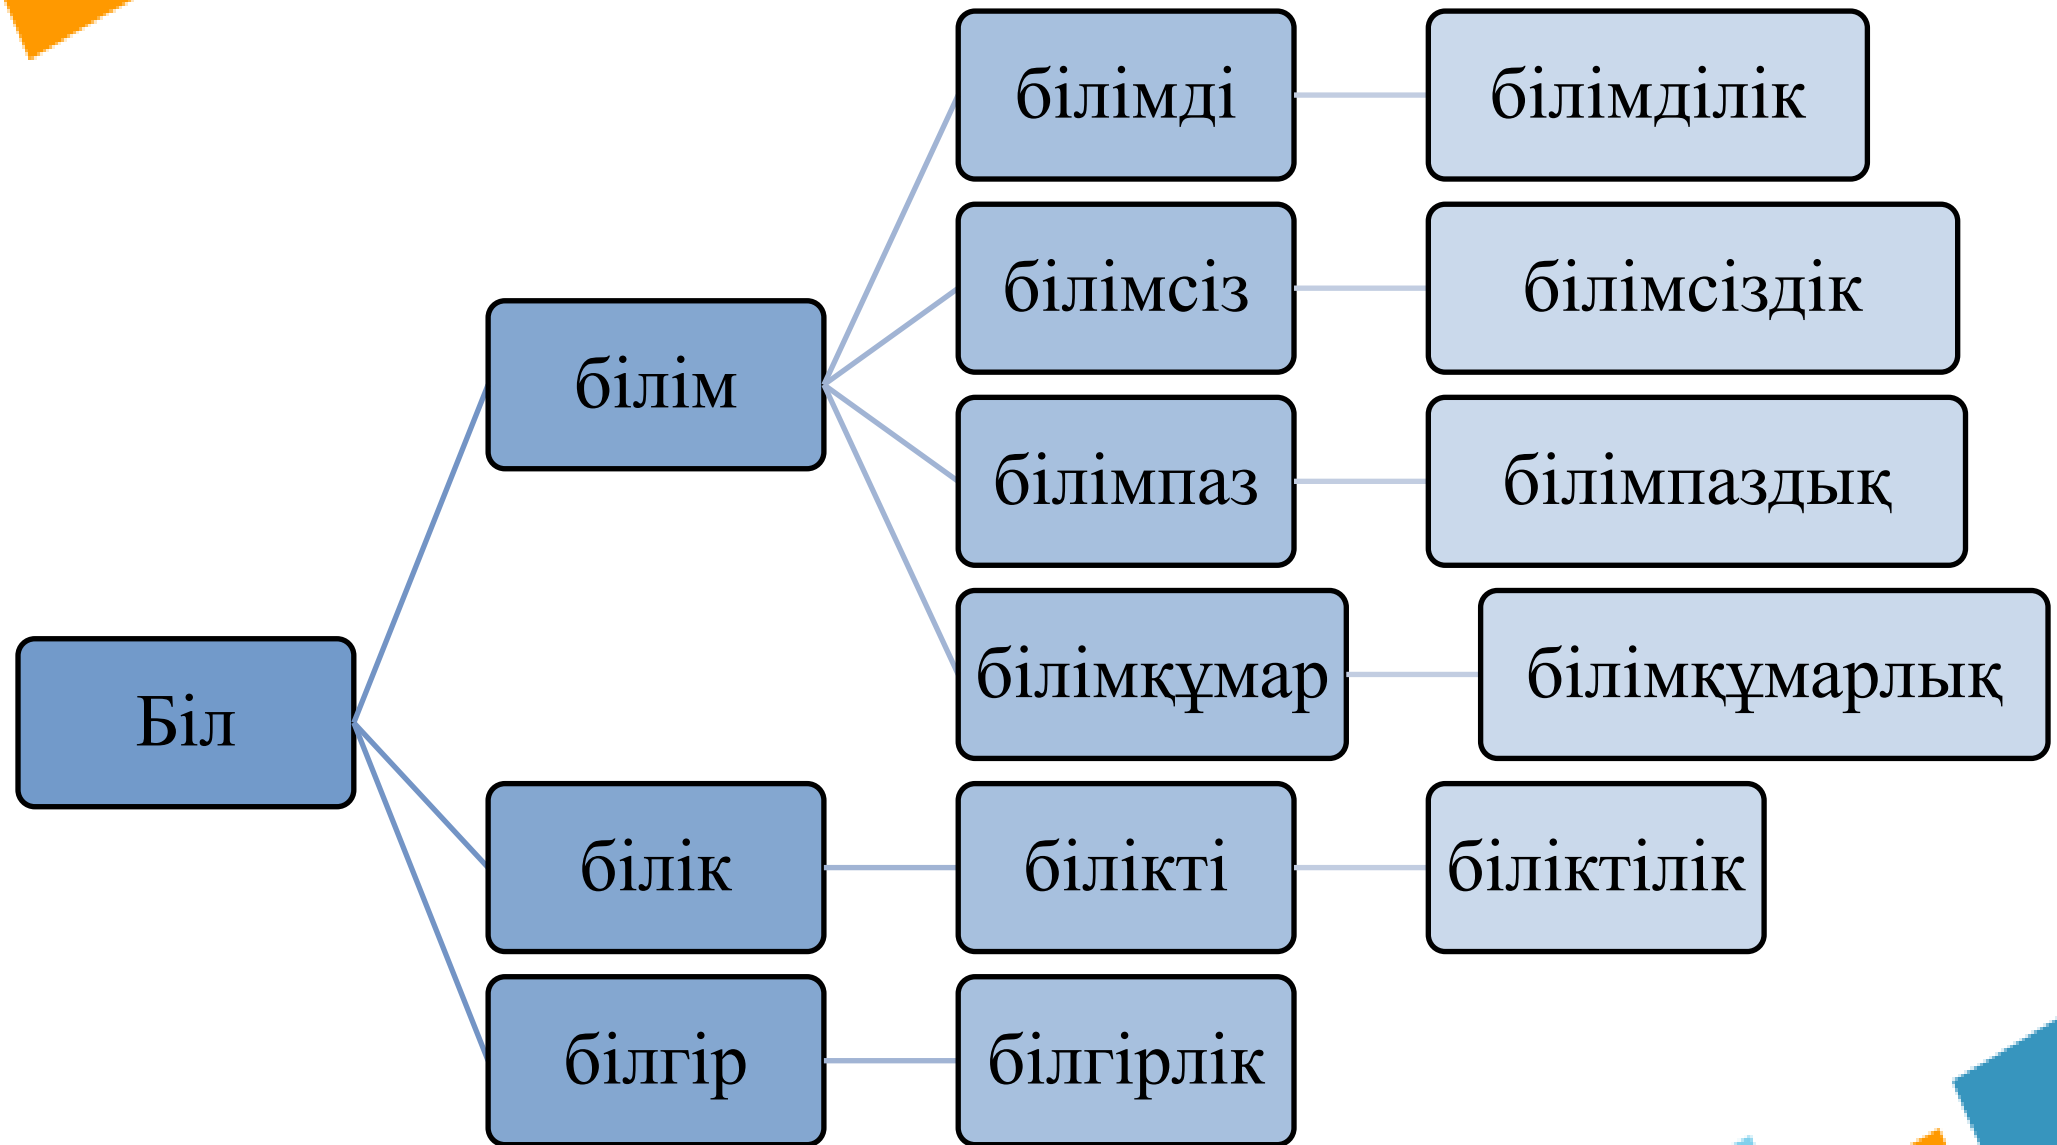 білімді
білімділік
білімсіз
білімсіздік
білім
білімпаз
білімпаздық
білімқұмар
білімқұмарлық
Біл
білік
білікті
біліктілік
білгір
білгірлік